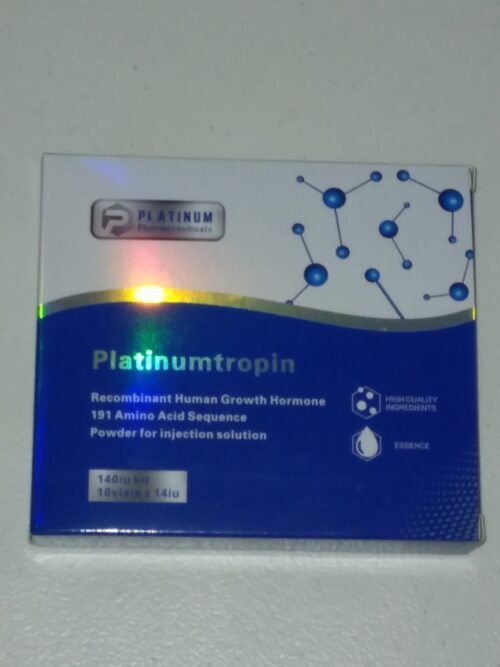 PLATINUM
Pharmaceuticals
Platinumtropin
Recombinant Human Growth Hormone
191 Amino Acid Sequence
Powder for injection solution
HIGH QUALITY
INGREDIENTS
ESSENCE
140iu kit
10vials x 14iu